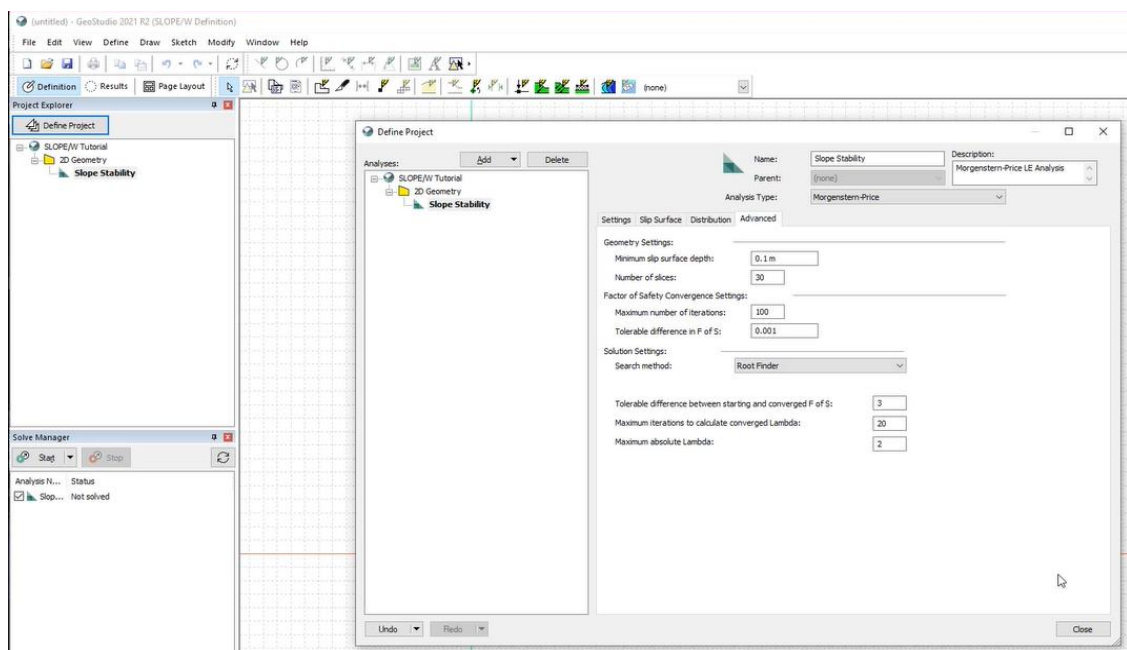 (untitled) - GeoStudio 2021 R2 (SLOPE/W Definition)
File Edit View Define Draw Sketch Modify Window Help
Definition Results Page Layout (none)
Project Explorer
Define Project
SLOPE/W Tutorial
2D Geometry
Slope Stability
Solve Manager
Start Stop
Analysis N... Status
Slop... Not solved
Define Project
Analyses: Add Delete
SLOPE/W Tutorial
2D Geometry
Slope Stability
Name: Slope Stability Description:
Morgenstern-Price LE Analysis
Parent: (none)
Analysis Type: Morgenstern-Price
Settings Slip Surface Distribution Advanced
Geometry Settings:
Minimum slip surface depth: 0.1 m
Number of slices: 30
Factor of Safety Convergence Settings:
Maximum number of iterations: 100
Tolerable difference in F of S: 0.001
Solution Settings:
Search method: Root Finder
Tolerable difference between starting and converged F of S: 3
Maximum iterations to calculate converged Lambda: 20
Maximum absolute Lambda: 2
Undo Redo Close